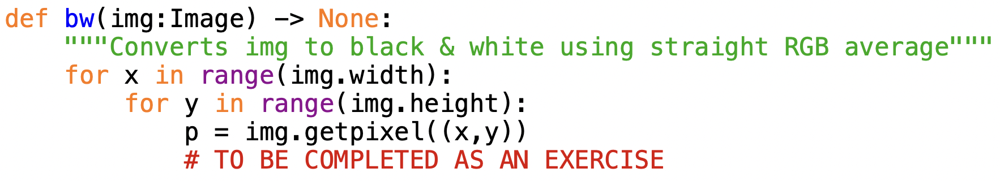 def bw(img:Image) -> None:
    """Converts img to black & white using straight RGB average"""
    for x in range(img.width):
        for y in range(img.height):
            p = img.getpixel((x,y))
            # TO BE COMPLETED AS AN EXERCISE